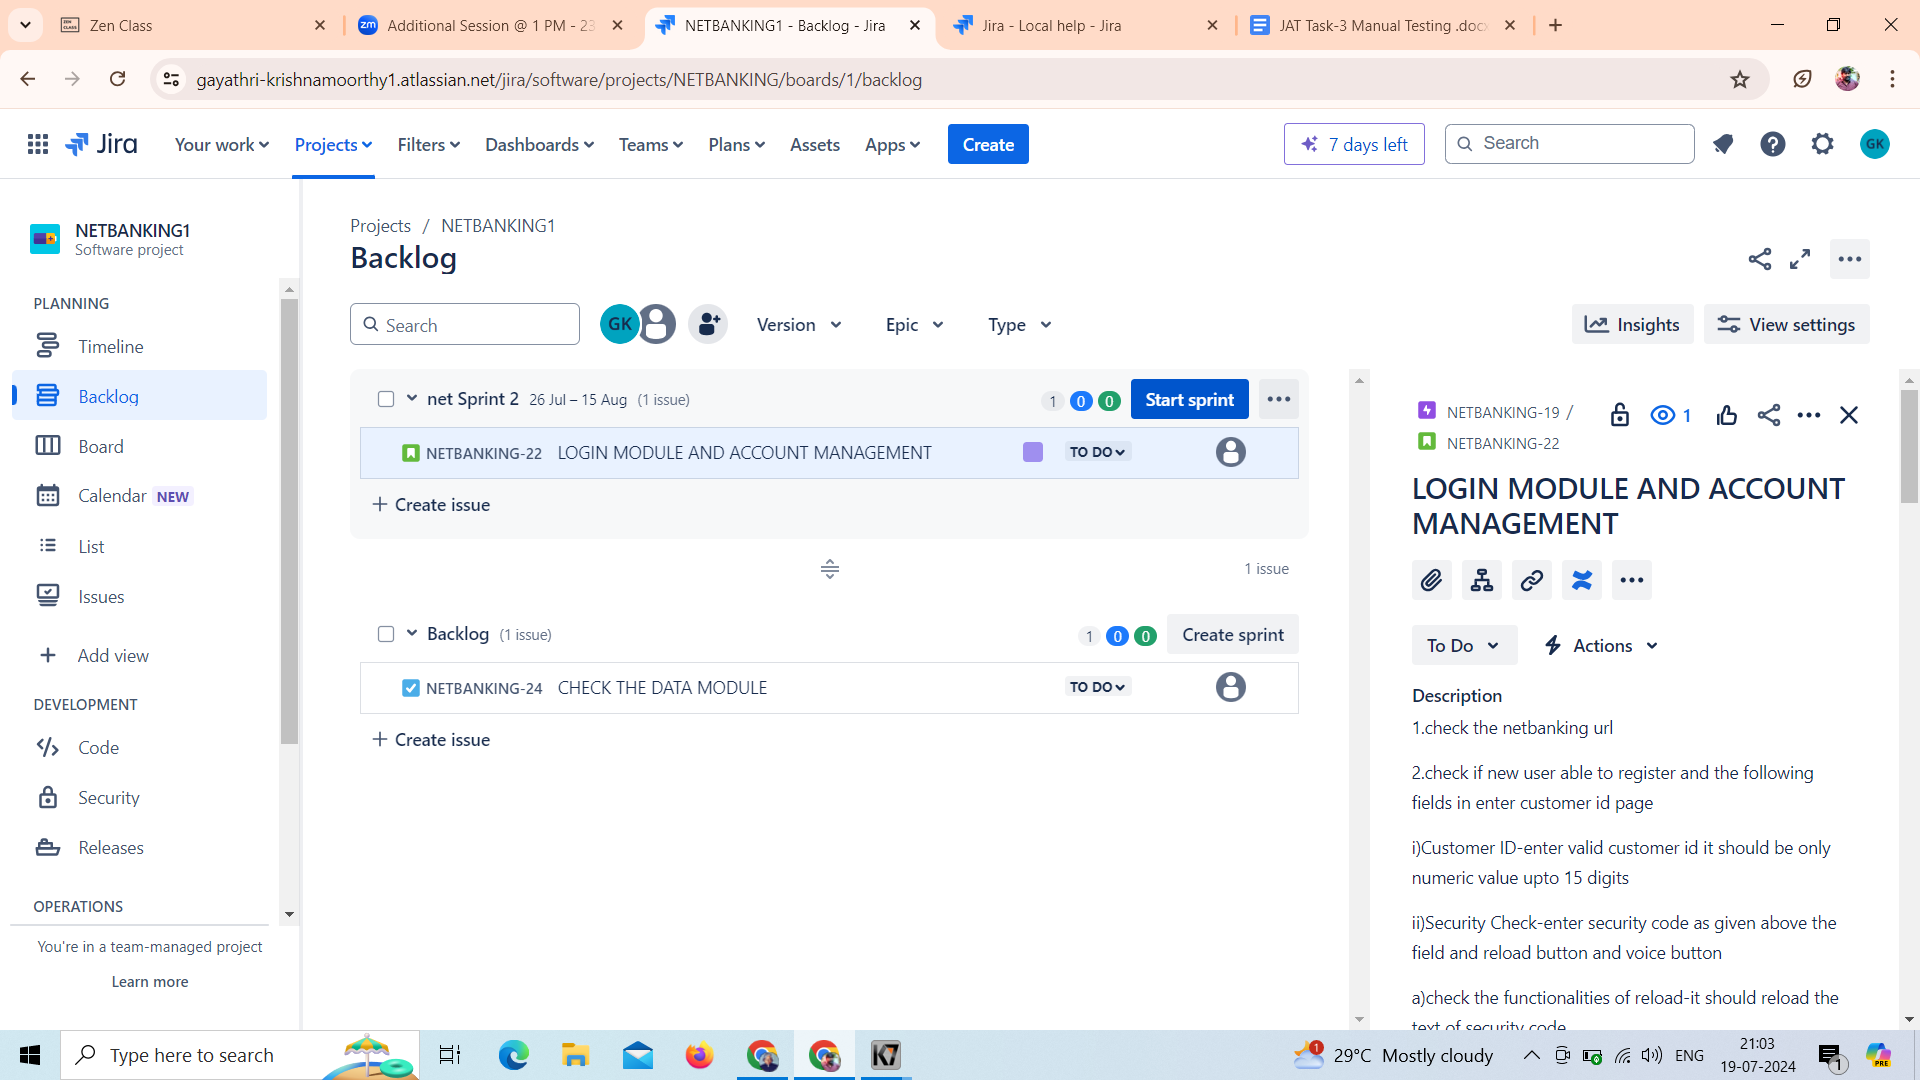 Zen Class
Additional Session @ 1 PM - 23
NETBANKING1 - Backlog - Jira
Jira - Local help - Jira
JAT Task-3 Manual Testing .docx
gayathri-krishnamoorthy1.atlassian.net/jira/software/projects/NETBANKING/boards/1/backlog
Jira
Your work
Projects
Filters
Dashboards
Teams
Plans
Assets
Apps
Create
7 days left
Search
GK
NETBANKING1
Software project
PLANNING
Timeline
Backlog
Board
Calendar NEW
List
Issues
Add view
DEVELOPMENT
Code
Security
Releases
OPERATIONS
You're in a team-managed project
Learn more
Projects / NETBANKING1
Backlog
Search
GK
Version
Epic
Type
Insights
View settings
net Sprint 2 26 Jul – 15 Aug (1 issue)
1 0 0
Start sprint
NETBANKING-22 LOGIN MODULE AND ACCOUNT MANAGEMENT
TO DO
+ Create issue
1 issue
Backlog (1 issue)
1 0 0
Create sprint
NETBANKING-24 CHECK THE DATA MODULE
TO DO
+ Create issue
NETBANKING-19 /
NETBANKING-22
1
LOGIN MODULE AND ACCOUNT
MANAGEMENT
To Do
Actions
Description
1.check the netbanking url
2.check if new user able to register and the following
fields in enter customer id page
i)Customer ID-enter valid customer id it should be only
numeric value upto 15 digits
ii)Security Check-enter security code as given above the
field and reload button and voice button
a)check the functionalities of reload-it should reload the
text of security code
Type here to search
1
29°C Mostly cloudy
ENG
21:03
19-07-2024
1
PRE